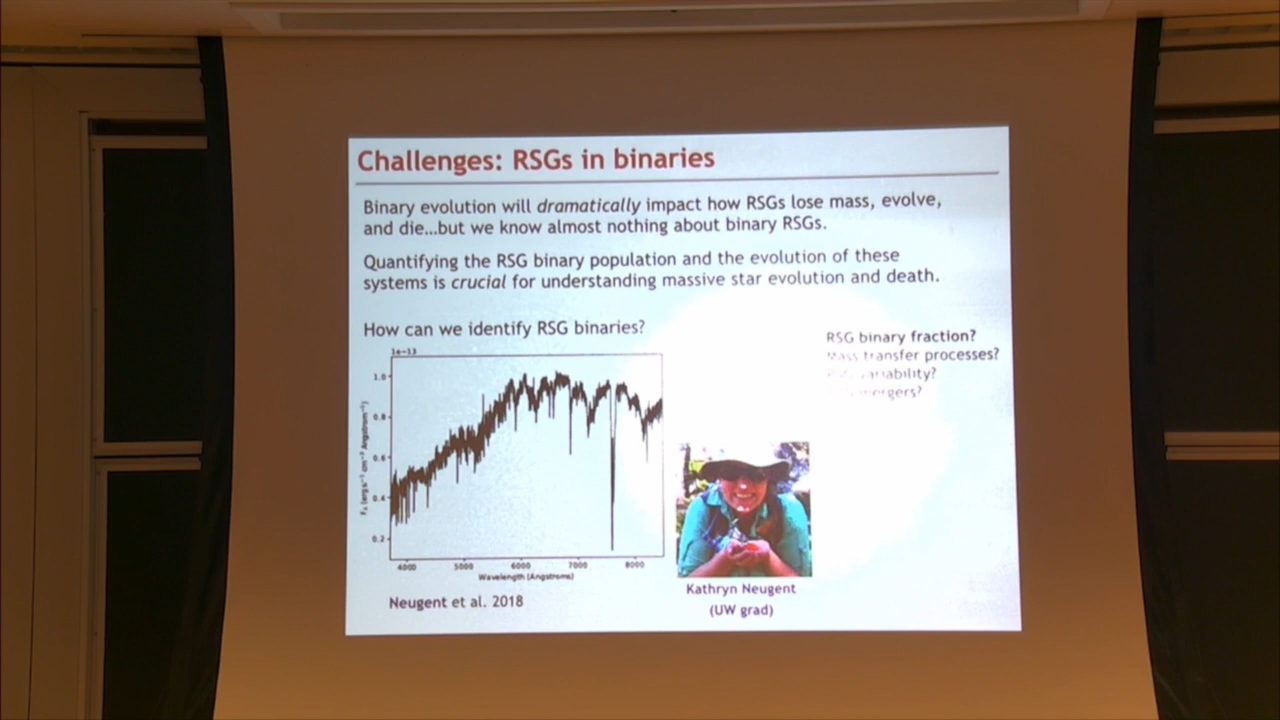 Challenges: RSGs in binaries
Binary evolution will dramatically impact how RSGs lose mass, evolve,
and die...but we know almost nothing about binary RSGs.
Quantifying the RSG binary population and the evolution of these
systems is crucial for understanding massive star evolution and death.
How can we identify RSG binaries?
RSG binary fraction?
Mass transfer processes?
variability?
mergers?
1e-13
1.0
0.8
0.6
0.4
0.2
4000 5000 6000 7000 8000
Wavelength (Angstroms)
Neugent et al. 2018
Kathryn Neugent
(UW grad)